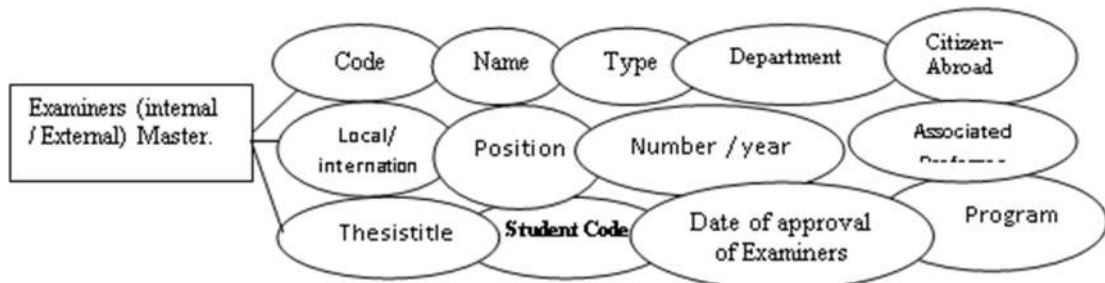 Examiners (internal
/ External) Master.
Code
Name
Type
Department
Citizen-
Abroad
Local/
internation
Position
Number / year
Associated
Thesistitle
Student Code
Date of approval
of Examiners
Program